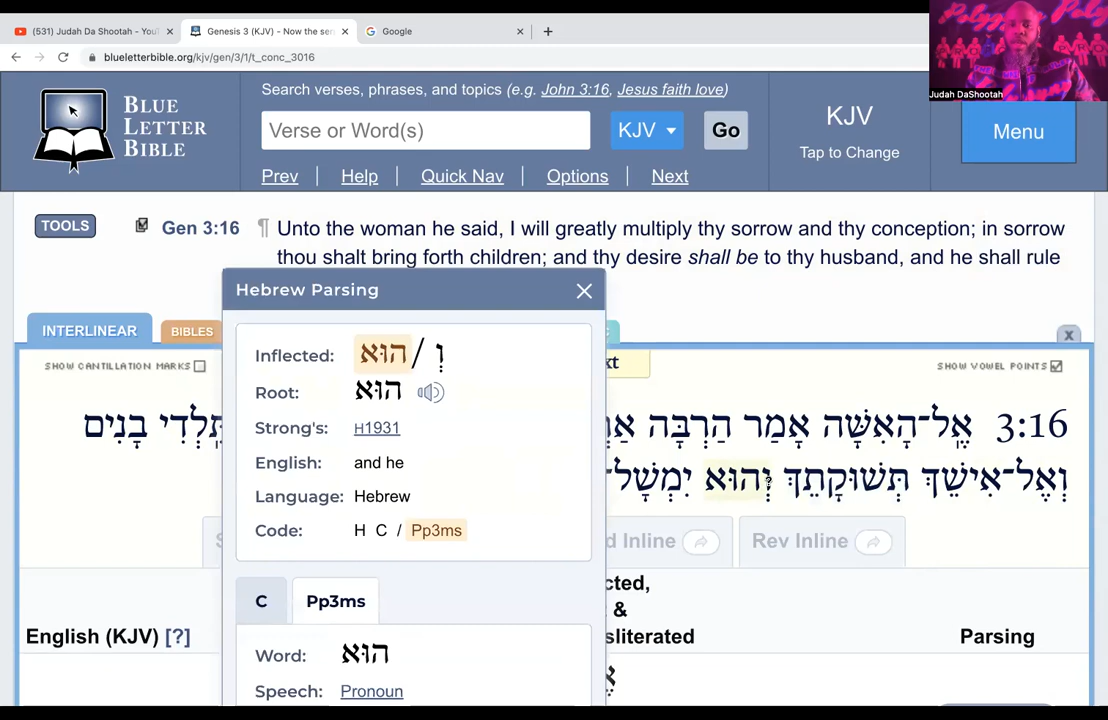 (531) Judah Da Shootah - You
Genesis 3 (KJV) - Now the ser
Google
blueletterbible.org/kjv/gen/3/1/t_conc_3016
Judah DaShootah
BLUE
LETTER
BIBLE
Search verses, phrases, and topics (e.g. John 3:16, Jesus faith love)
Verse or Word(s)
KJV
Go
Prev | Help | Quick Nav | Options | Next
KJV
Tap to Change
Menu
TOOLS
Gen 3:16 ¶ Unto the woman he said, I will greatly multiply thy sorrow and thy conception; in sorrow
thou shalt bring forth children; and thy desire shall be to thy husband, and he shall rule
Hebrew Parsing
Inflected: וְ/הוּא
Root: הוּא
Strong's: H1931
English: and he
Language: Hebrew
Code: H C / Pp3ms
C
Pp3ms
Word: הוּא
Speech: Pronoun
INTERLINEAR
BIBLES
x
SHOW CANTILLATION MARKS
SHOW VOWEL POINTS
3:16 אֶל־הָאִשָּׁה אָמַר הַרְבָּה תֵּלְדִי בָנִים
וְאֶל־אִישֵׁךְ תְּשׁוּקָתֵךְ וְהוּא יִמְשָׁל־
d Inline
Rev Inline
English (KJV) [?]
cted,
&
sliterated
Parsing